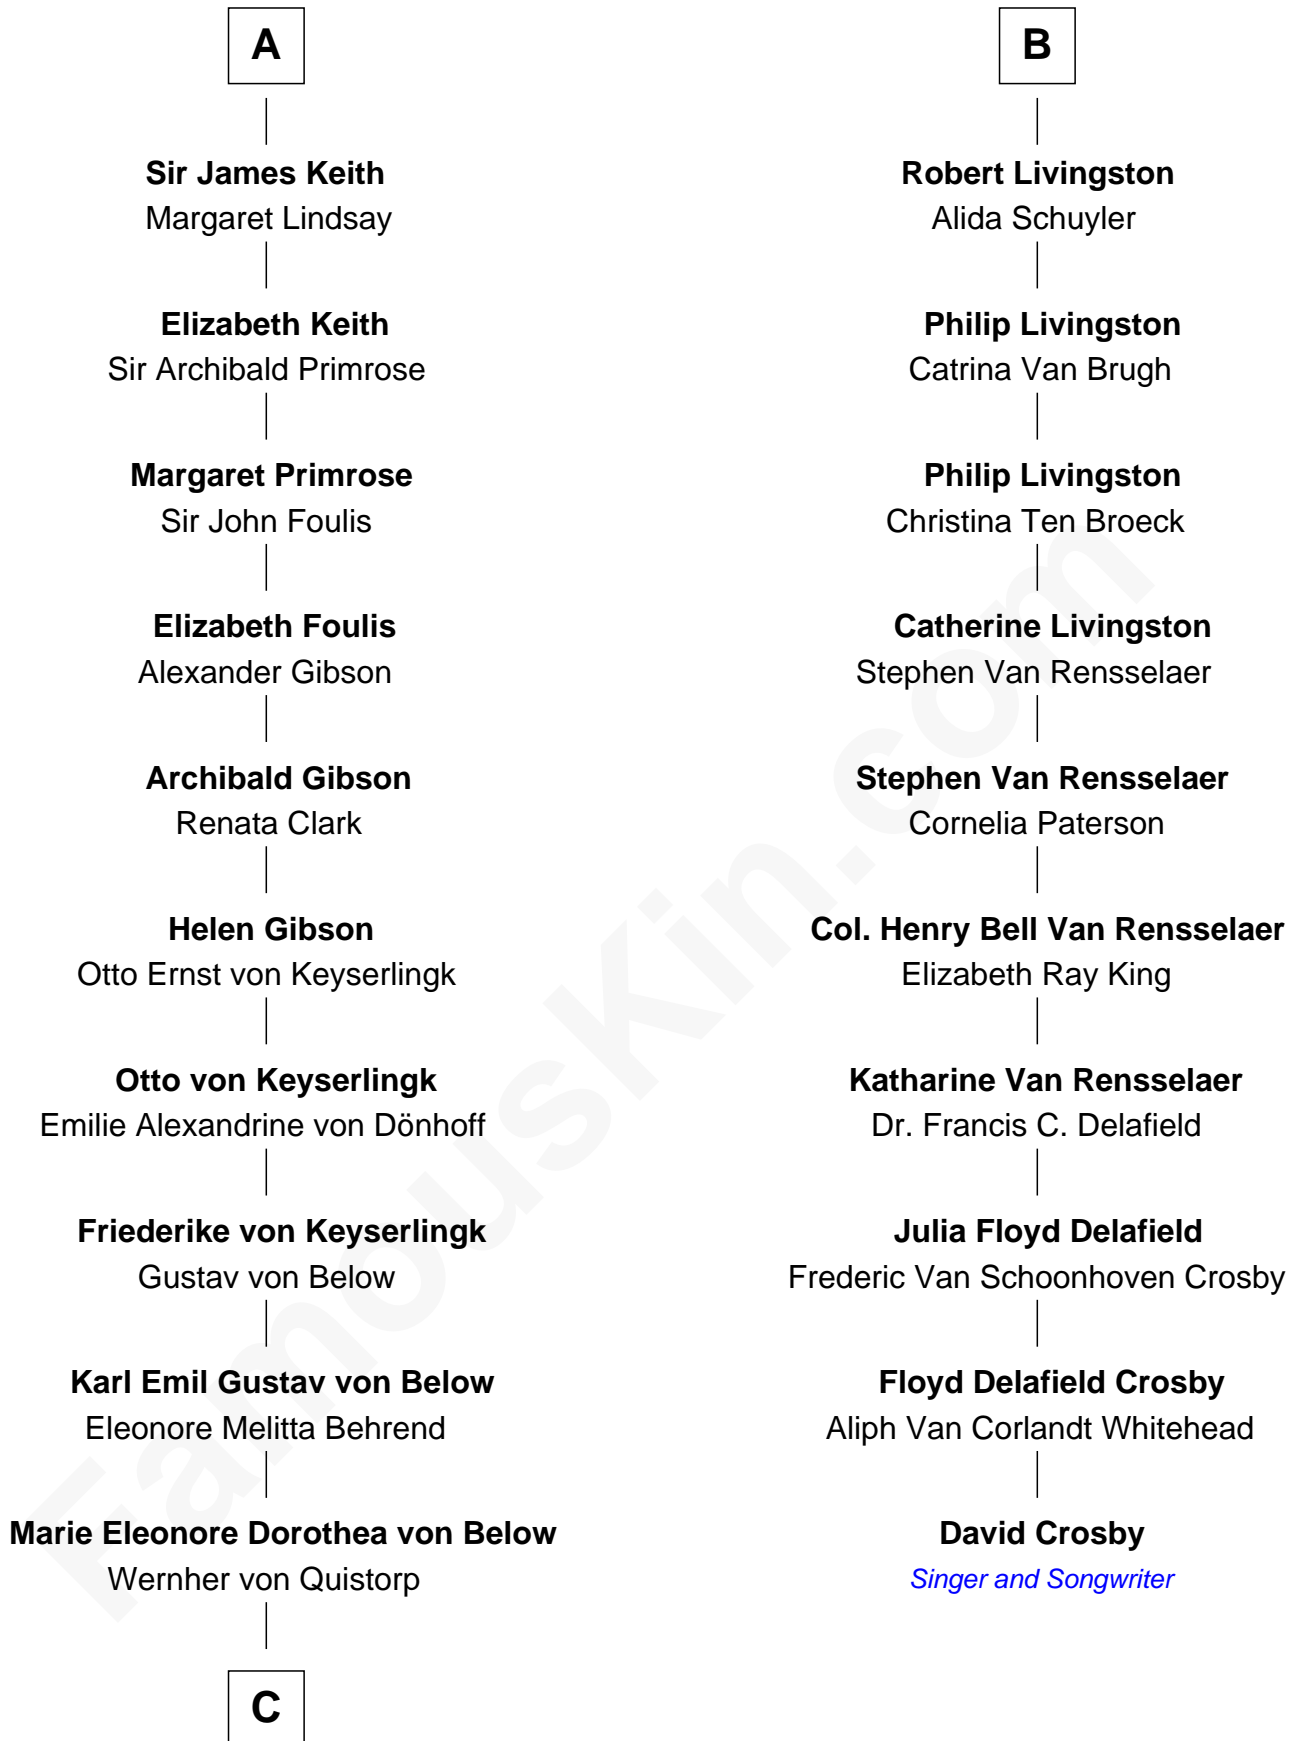 A
Sir James Keith
Margaret Lindsay
Elizabeth Keith
Sir Archibald Primrose
Margaret Primrose
Sir John Foulis
Elizabeth Foulis
Alexander Gibson
Archibald Gibson
Renata Clark
Helen Gibson
Otto Ernst von Keyserlingk
Otto von Keyserlingk
Emilie Alexandrine von Dönhoff
Friederike von Keyserlingk
Gustav von Below
Karl Emil Gustav von Below
Eleonore Melitta Behrend
Marie Eleonore Dorothea von Below
Wernher von Quistorp
C
B
Robert Livingston
Alida Schuyler
Philip Livingston
Catrina Van Brugh
Philip Livingston
Christina Ten Broeck
Catherine Livingston
Stephen Van Rensselaer
Stephen Van Rensselaer
Cornelia Paterson
Col. Henry Bell Van Rensselaer
Elizabeth Ray King
Katharine Van Rensselaer
Dr. Francis C. Delafield
Julia Floyd Delafield
Frederic Van Schoonhoven Crosby
Floyd Delafield Crosby
Aliph Van Corlandt Whitehead
David Crosby
Singer and Songwriter
FamousKin.com